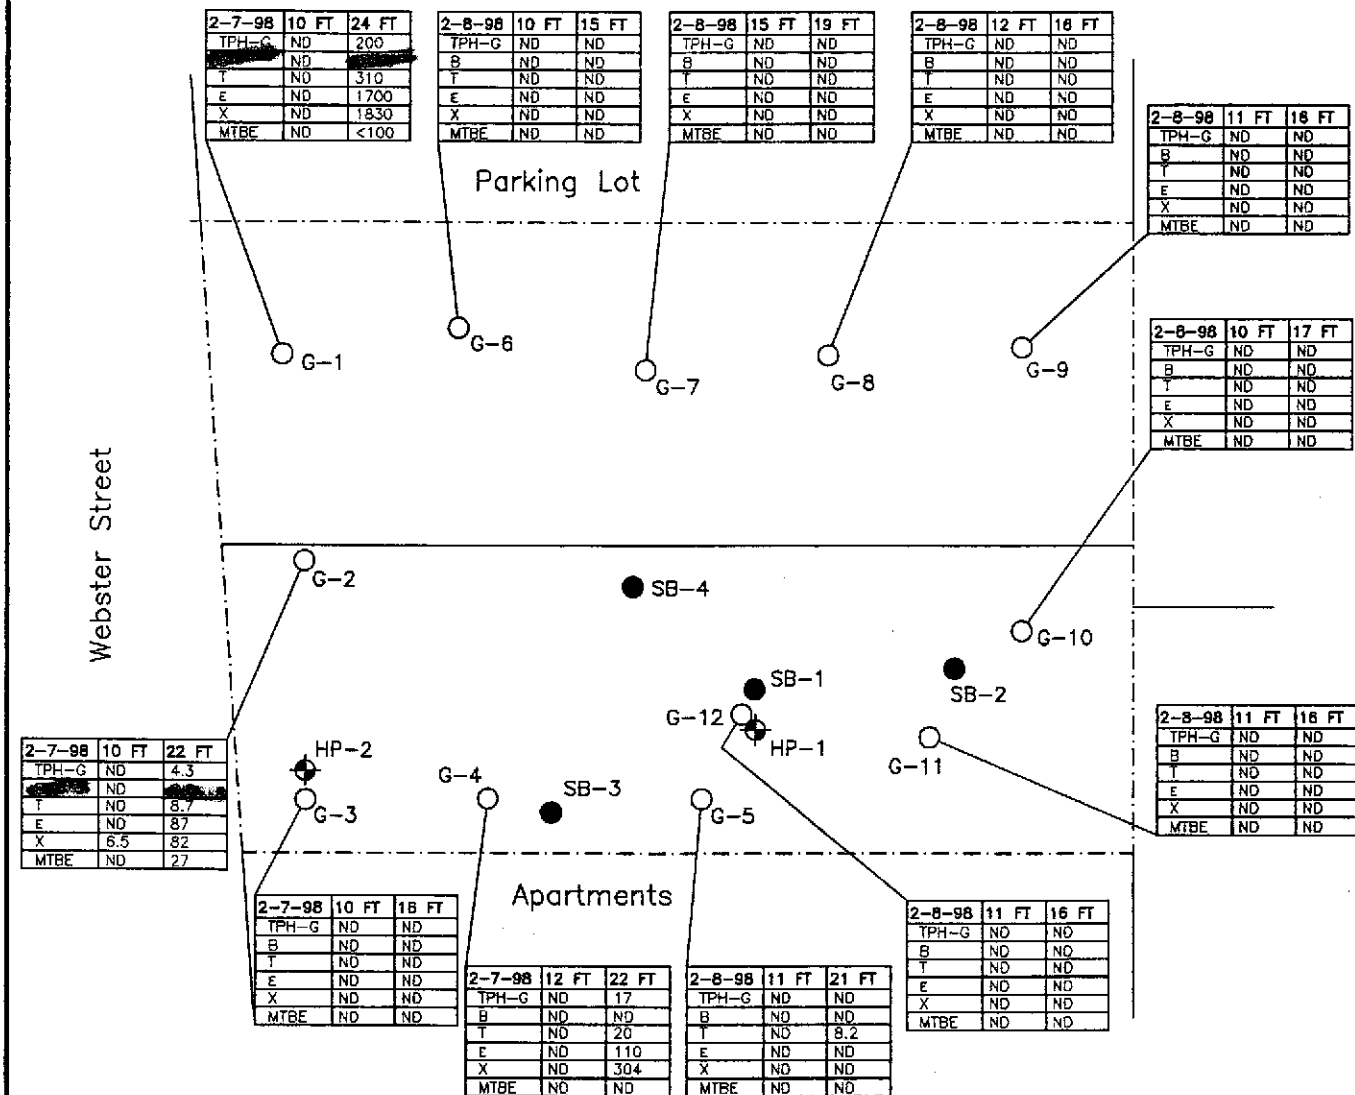 2-7-98 10 FT 24 FT
TPH-G ND 200
ND
T ND 310
E ND 1700
X ND 1830
MTBE ND <100
2-8-98 10 FT 15 FT
TPH-G ND ND
B ND ND
T ND ND
E ND ND
X ND ND
MTBE ND ND
2-8-98 15 FT 19 FT
TPH-G ND ND
B ND ND
T ND ND
E ND ND
X ND ND
MTBE ND ND
2-8-98 12 FT 16 FT
TPH-G ND ND
B ND ND
T ND ND
E ND ND
X ND ND
MTBE ND ND
2-8-98 11 FT 16 FT
TPH-G ND ND
B ND ND
T ND ND
E ND ND
X ND ND
MTBE ND ND
Parking Lot
G-1
G-6
G-7
G-8
G-9
2-8-98 10 FT 17 FT
TPH-G ND ND
B ND ND
T ND ND
E ND ND
X ND ND
MTBE ND ND
Webster Street
G-2
SB-4
G-10
SB-1
SB-2
G-12
HP-1
G-11
HP-2
G-3
G-4
SB-3
G-5
2-7-98 10 FT 22 FT
TPH-G ND 4.3
ND
T ND 8.7
E ND 87
X 6.5 82
MTBE ND 27
2-8-98 11 FT 16 FT
TPH-G ND ND
B ND ND
T ND ND
E ND ND
X ND ND
MTBE ND ND
Apartments
2-7-98 10 FT 18 FT
TPH-G ND ND
B ND ND
T ND ND
E ND ND
X ND ND
MTBE ND ND
2-7-98 12 FT 22 FT
TPH-G ND 17
B ND ND
T ND 20
E ND 110
X ND 304
MTBE ND ND
2-8-98 11 FT 21 FT
TPH-G ND ND
B ND ND
T ND 8.2
E ND ND
X ND ND
MTBE ND ND
2-8-98 11 FT 16 FT
TPH-G ND ND
B ND ND
T ND ND
E ND ND
X ND ND
MTBE ND ND